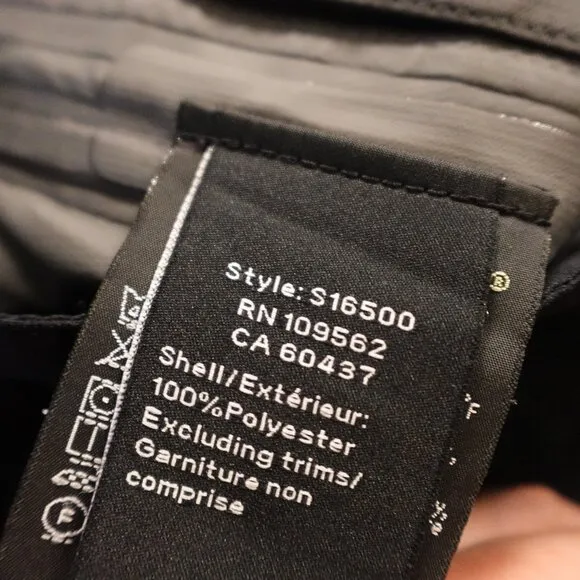 Style: S16500
RN 109562
CA 60437
Shell/Extérieur:
100%Polyester
Excluding trims/
Garniture non
comprise
®
°F
P